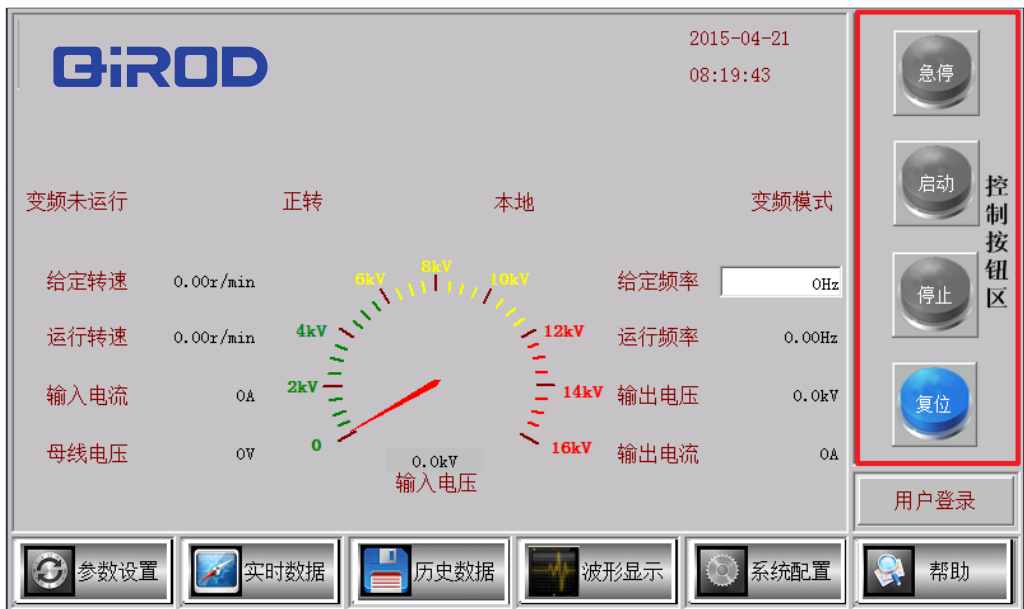 QiROD
2015-04-21
08:19:43
变频未运行 正转 本地 变频模式
给定转速 0.00r/min
运行转速 0.00r/min
输入电流 0A
母线电压 0V
0
2kV
4kV
6kV
8kV
10kV
12kV
14kV
16kV
0.0kV
输入电压
给定频率 0Hz
运行频率 0.00Hz
输出电压 0.0kV
输出电流 0A
急停
启动
停止
复位
控制按钮区
用户登录
参数设置 实时数据 历史数据 波形显示 系统配置 帮助